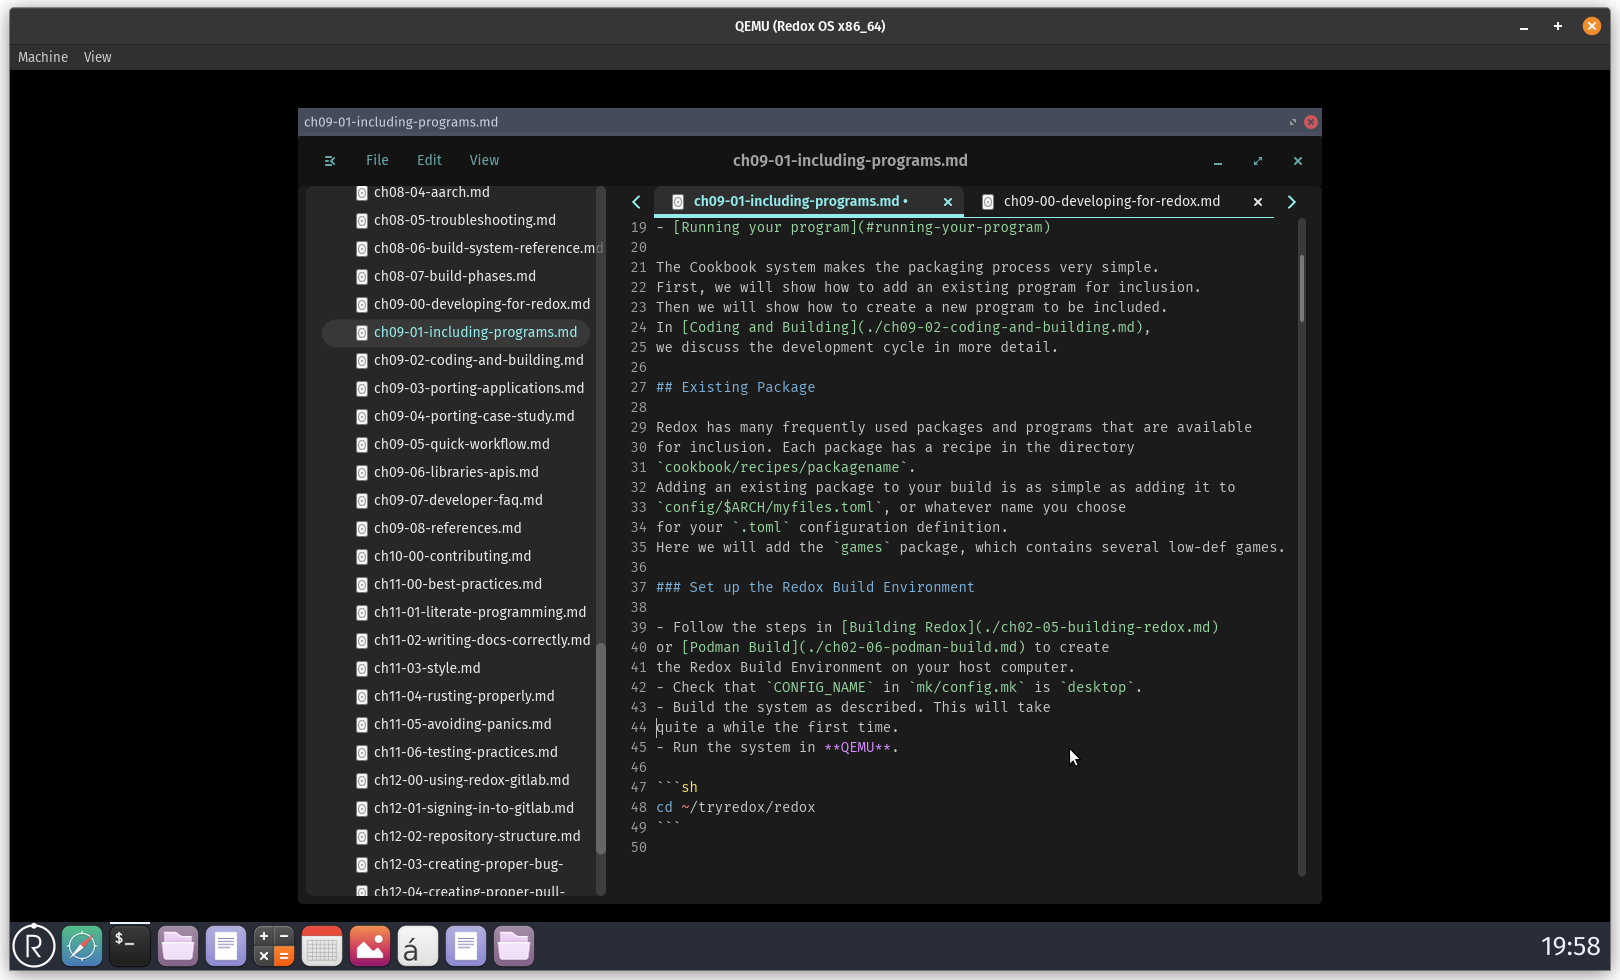 QEMU (Redox OS x86_64)
Machine View
ch09-01-including-programs.md
File Edit View
ch09-01-including-programs.md
ch08-04-aarch.md
ch08-05-troubleshooting.md
ch08-06-build-system-reference.md
ch08-07-build-phases.md
ch09-00-developing-for-redox.md
ch09-01-including-programs.md
ch09-02-coding-and-building.md
ch09-03-porting-applications.md
ch09-04-porting-case-study.md
ch09-05-quick-workflow.md
ch09-06-libraries-apis.md
ch09-07-developer-faq.md
ch09-08-references.md
ch10-00-contributing.md
ch11-00-best-practices.md
ch11-01-literate-programming.md
ch11-02-writing-docs-correctly.md
ch11-03-style.md
ch11-04-rusting-properly.md
ch11-05-avoiding-panics.md
ch11-06-testing-practices.md
ch12-00-using-redox-gitlab.md
ch12-01-signing-in-to-gitlab.md
ch12-02-repository-structure.md
ch12-03-creating-proper-bug-
ch12-04-creating-proper-pull-
ch09-01-including-programs.md • ch09-00-developing-for-redox.md
19 - [Running your program](#running-your-program)
20
21 The Cookbook system makes the packaging process very simple.
22 First, we will show how to add an existing program for inclusion.
23 Then we will show how to create a new program to be included.
24 In [Coding and Building](./ch09-02-coding-and-building.md),
25 we discuss the development cycle in more detail.
26
27 ## Existing Package
28
29 Redox has many frequently used packages and programs that are available
30 for inclusion. Each package has a recipe in the directory
31 `cookbook/recipes/packagename`.
32 Adding an existing package to your build is as simple as adding it to
33 `config/$ARCH/myfiles.toml`, or whatever name you choose
34 for your `.toml` configuration definition.
35 Here we will add the `games` package, which contains several low-def games.
36
37 ### Set up the Redox Build Environment
38
39 - Follow the steps in [Building Redox](./ch02-05-building-redox.md)
40 or [Podman Build](./ch02-06-podman-build.md) to create
41 the Redox Build Environment on your host computer.
42 - Check that `CONFIG_NAME` in `mk/config.mk` is `desktop`.
43 - Build the system as described. This will take
44 quite a while the first time.
45 - Run the system in **QEMU**.
46
47 ```sh
48 cd ~/tryredox/redox
49 ```
50
R $_ á
19:58